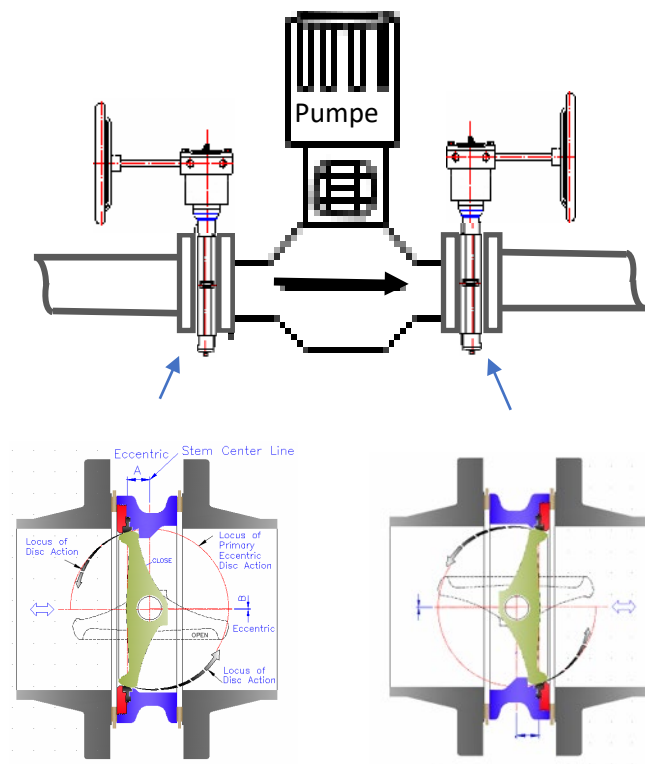 Pumpe
Eccentric
Stem Center Line
A
Locus of
Disc Action
Locus of
Primary
Eccentric
Disc Action
CLOSE
B
Eccentric
OPEN
Locus of
Disc Action